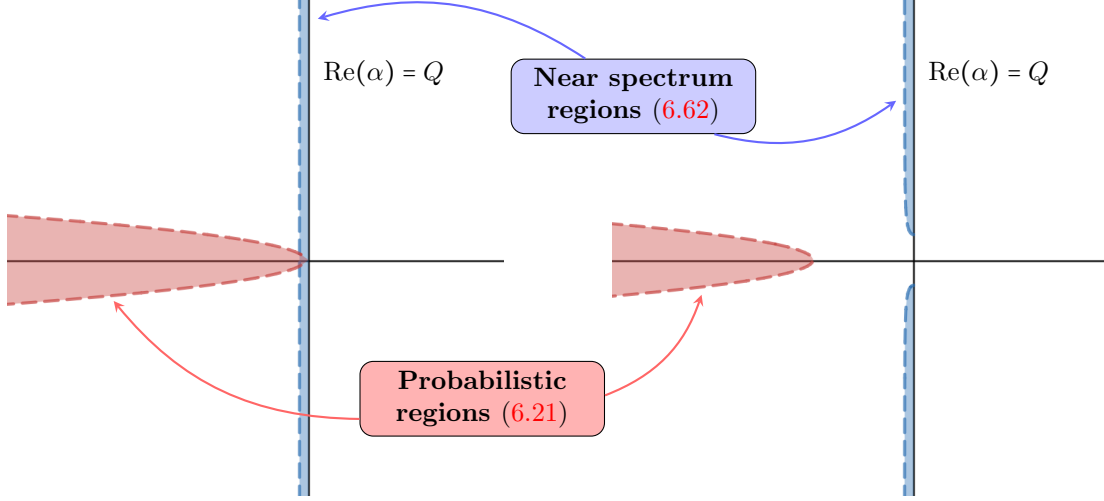 Re(α) = Q
Near spectrum
regions (6.62)
Re(α) = Q
Probabilistic
regions (6.21)